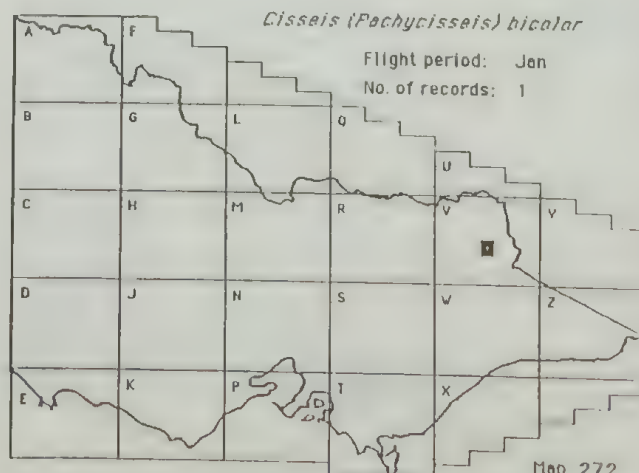 Cisseis (Pachycisseis) bicolor
Flight period: Jan
No. of records: 1
A F
B G L Q
U
C H M R V Y
D J N S W Z
E K P T X
Map 272